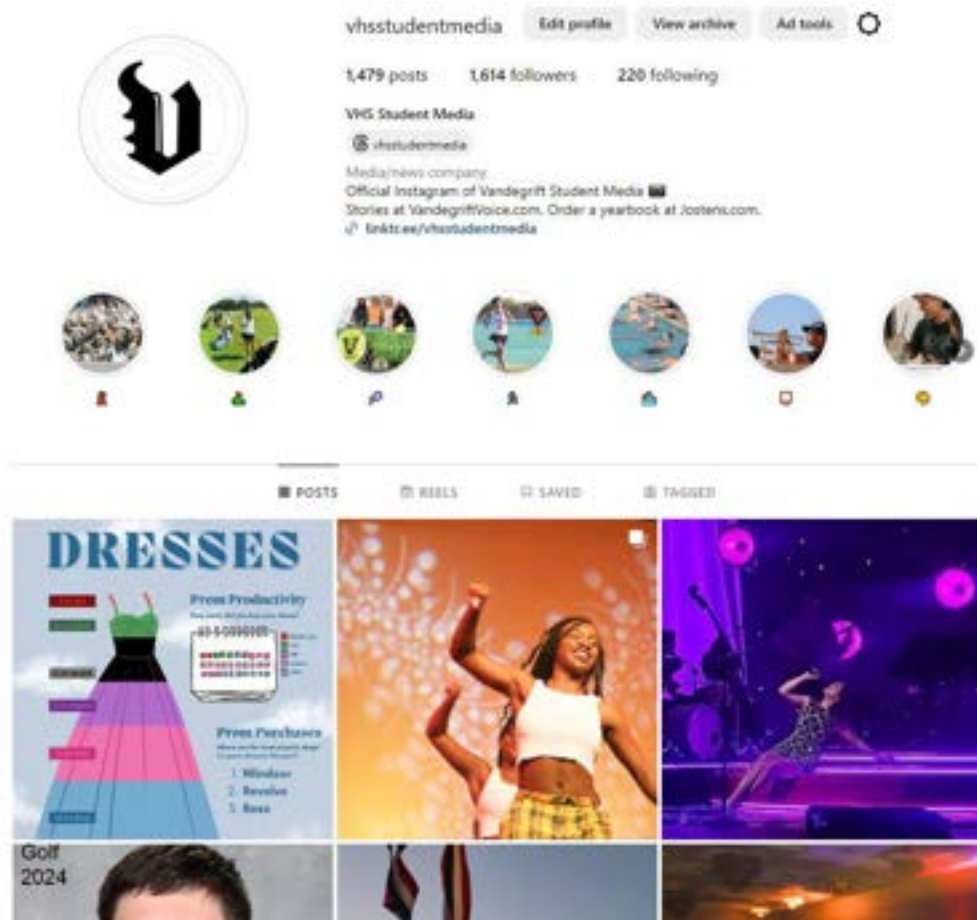 vhsstudentmedia Edit profile View archive Ad tools
1,479 posts 1,614 followers 220 following
VHS Student Media
vhsstudentmedia
Media/news company
Official Instagram of Vandegrift Student Media
Stories at VandegriftVoice.com. Order a yearbook at Jostens.com.
linktr.ee/vhsstudentmedia
V
POSTS REELS SAVED TAGGED
DRESSES
Prom Productivity
Prom Purchases
1. Windsor
2. Revolve
3. Ross
Golf
2024